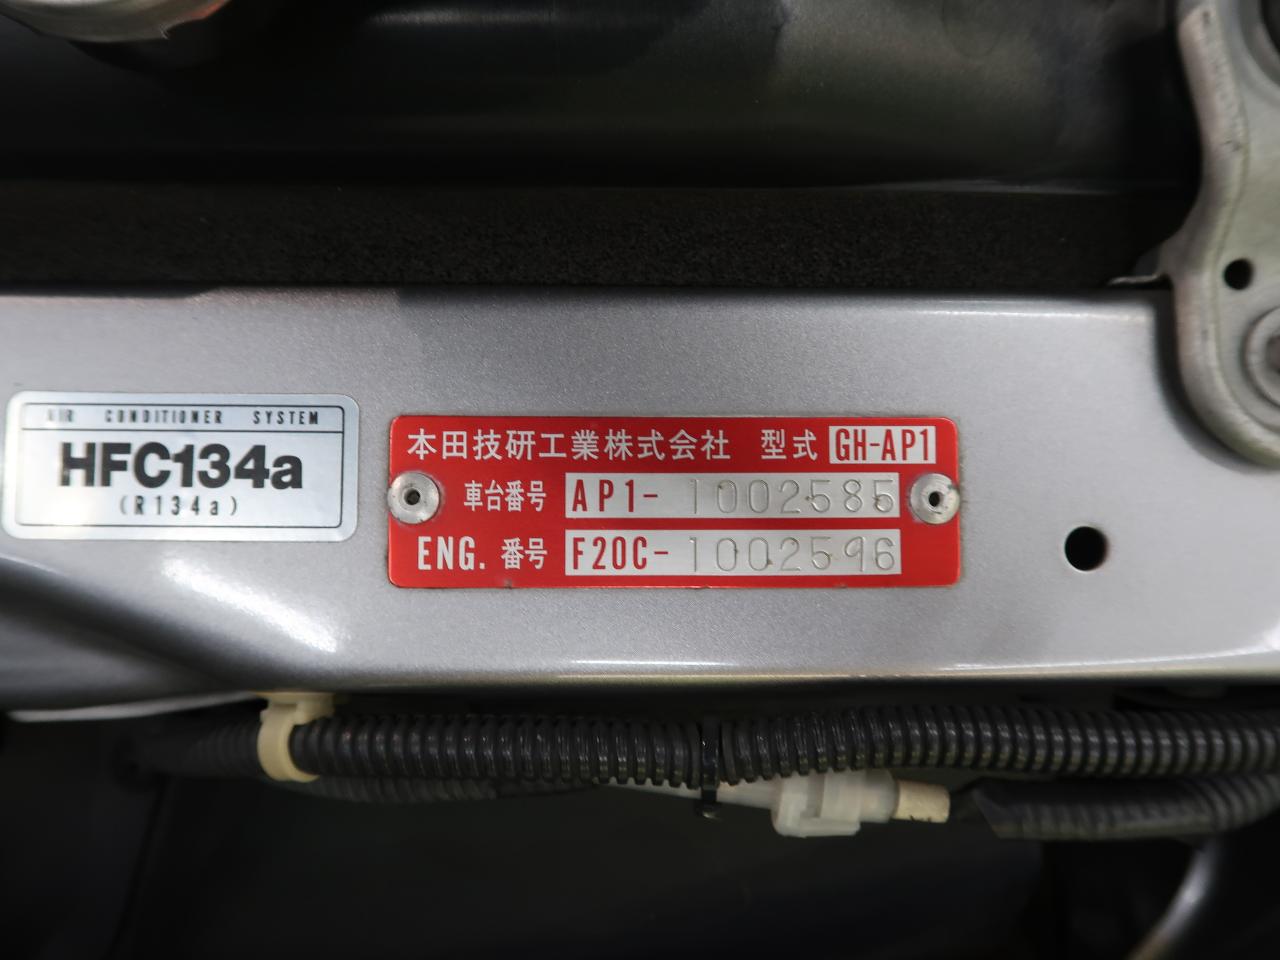 AIR CONDITIONER SYSTEM
HFC134a
(R134a)
本田技研工業株式会社 型式 GH-AP1
車台番号 AP1-1002585
ENG. 番号 F20C-1002596